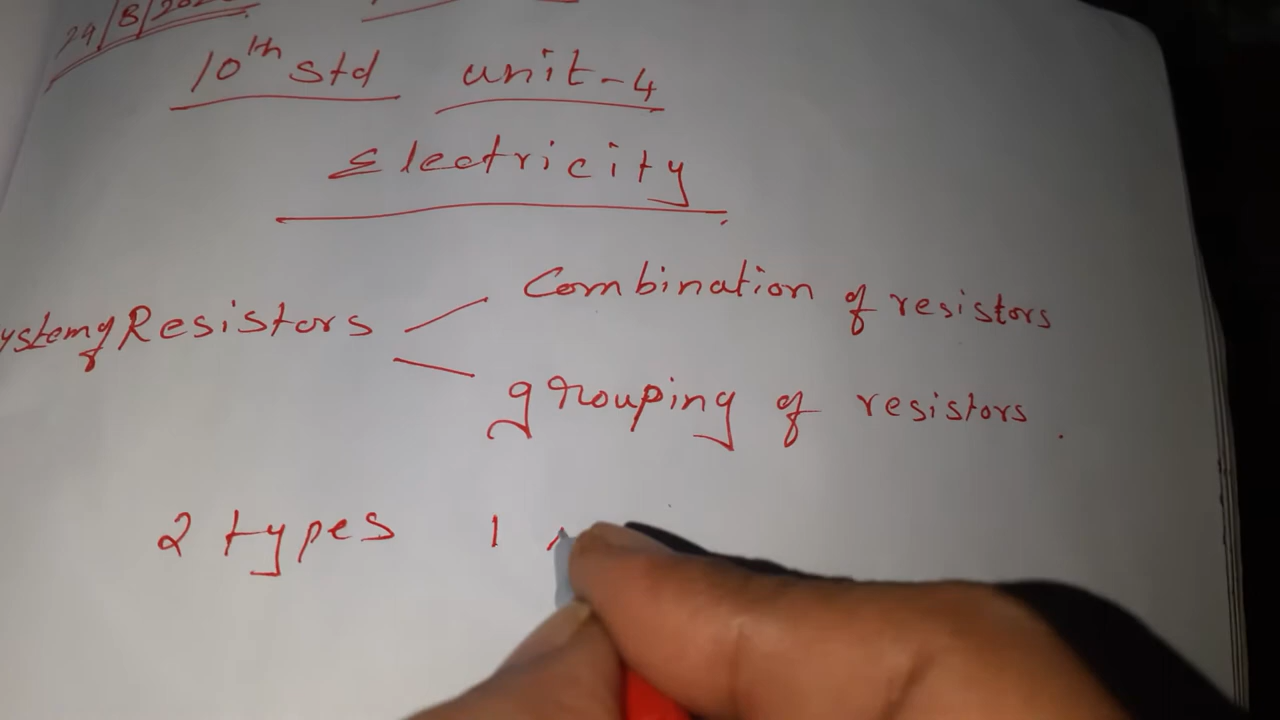 10th std unit-4
Electricity
Combination of resistors
ystem of Resistors
grouping of resistors.
2 types 1